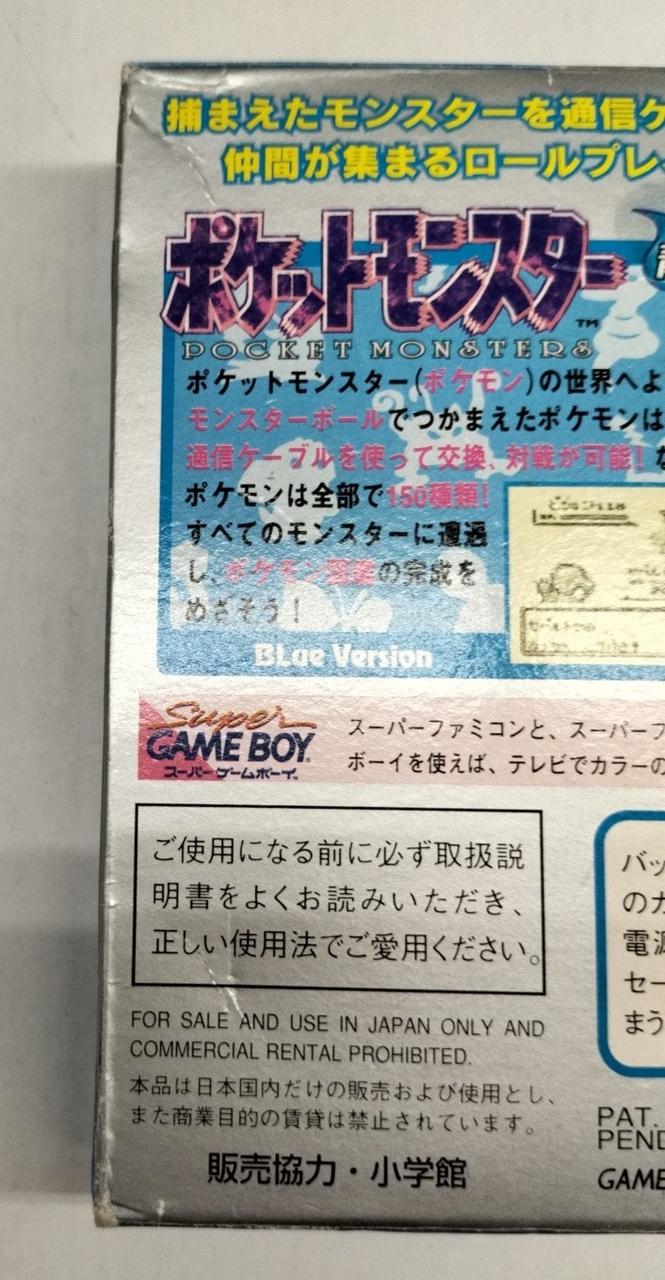 捕まえたモンスターを通信ケ
仲間が集まるロールプレ
ポケットモンスター
TM
POCKET MONSTERS
ポケットモンスター(ポケモン)の世界へよ
モンスターボールでつかまえたポケモンは
通信ケーブルを使って交換、対戦が可能! な
ポケモンは全部で150種類!
すべてのモンスターに遭遇
し、ポケモン図鑑の完成を
めざそう!
BLue Version
Super
GAME BOY
スーパーゲームボーイ
スーパーファミコンと、スーパーフ
ボーイを使えば、テレビでカラーの
ご使用になる前に必ず取扱説
明書をよくお読みいただき、
正しい使用法でご愛用ください。
バッ
のカ
電源
セー
まう
FOR SALE AND USE IN JAPAN ONLY AND
COMMERCIAL RENTAL PROHIBITED.
本品は日本国内だけの販売および使用とし、
また商業目的の賃貸は禁止されています。
販売協力・小学館
PAT.
PEND
GAME